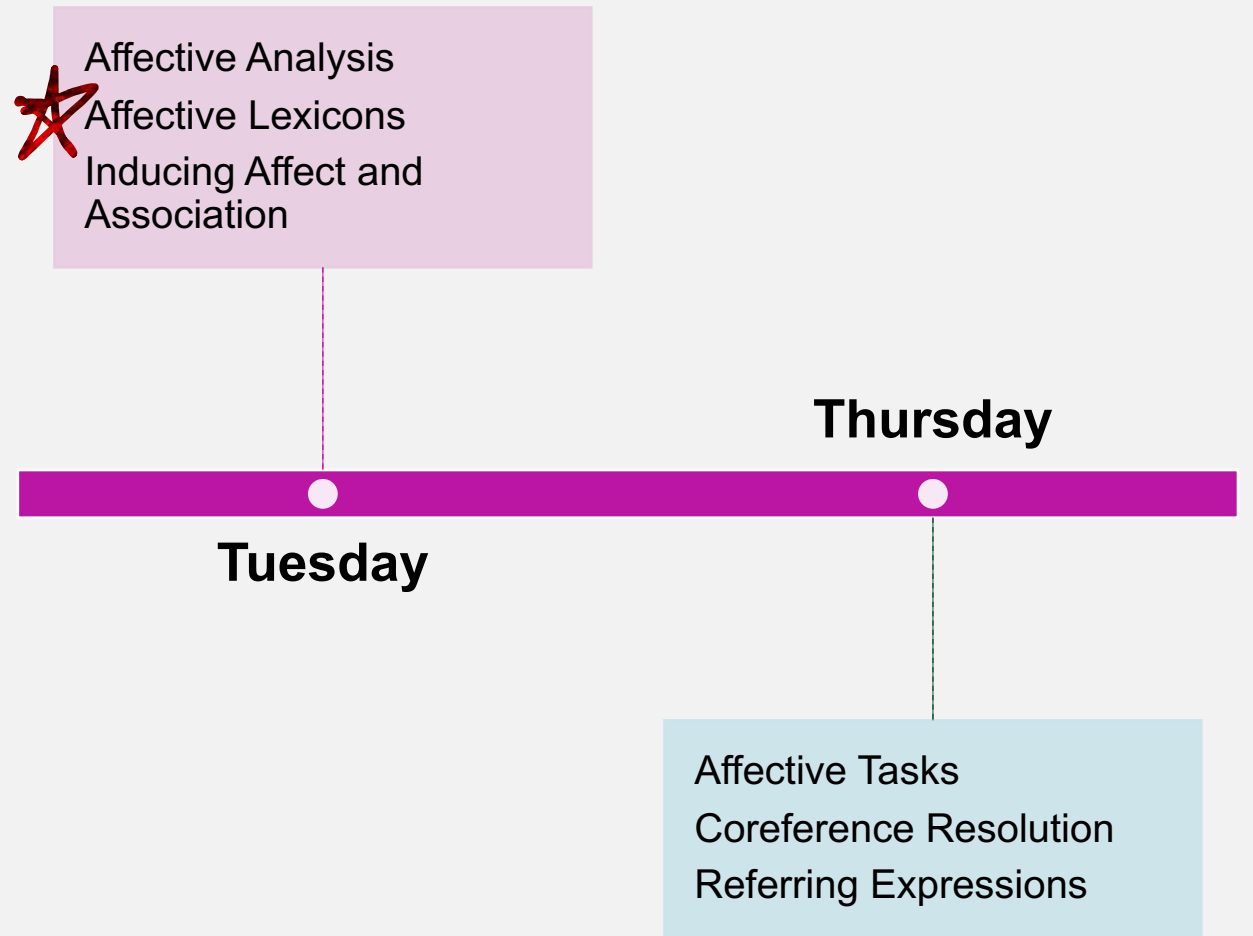 Affective Analysis
Affective Lexicons
Inducing Affect and
Association
Thursday
Tuesday
Affective Tasks
Coreference Resolution
Referring Expressions